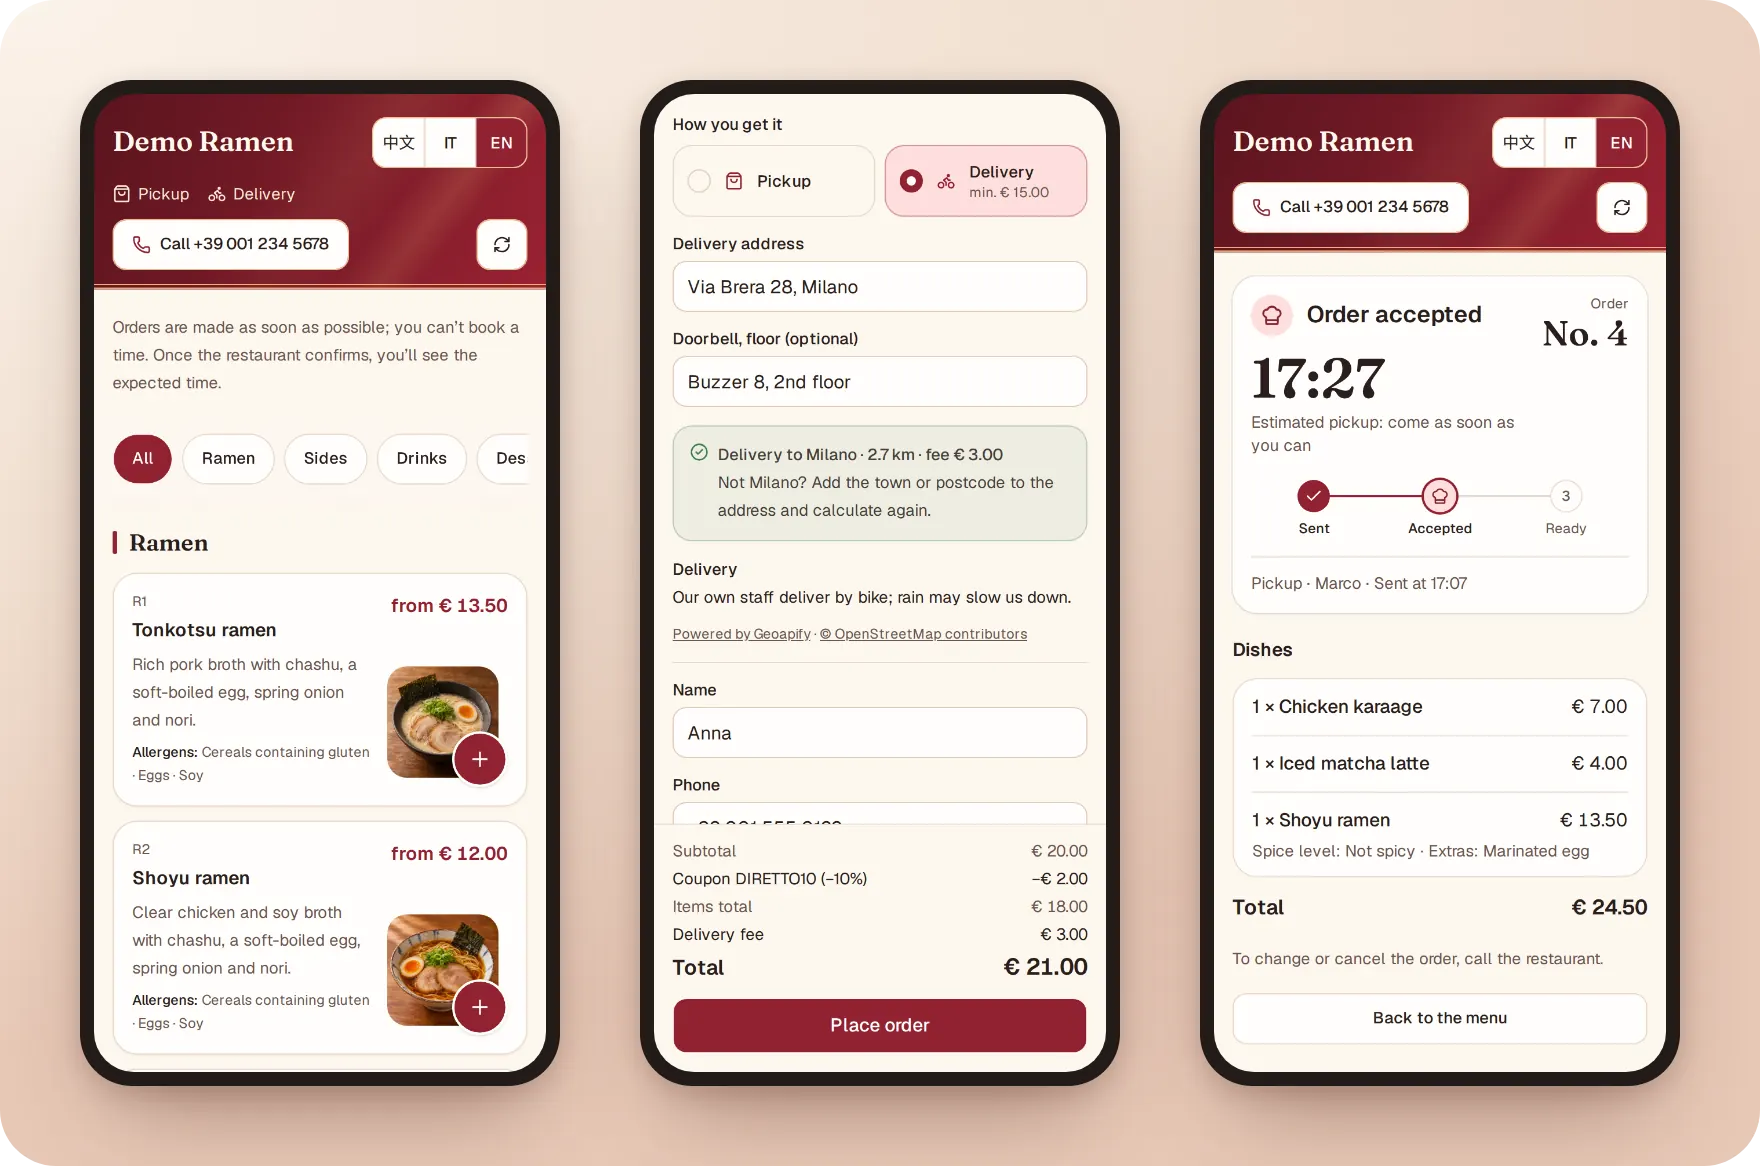 Demo Ramen
中文 IT EN
Pickup Delivery
Call +39 001 234 5678
Orders are made as soon as possible; you can’t book a
time. Once the restaurant confirms, you’ll see the
expected time.
All Ramen Sides Drinks Des
Ramen
R1
from € 13.50
Tonkotsu ramen
Rich pork broth with chashu, a
soft-boiled egg, spring onion
and nori.
Allergens: Cereals containing gluten
· Eggs · Soy
R2
from € 12.00
Shoyu ramen
Clear chicken and soy broth
with chashu, a soft-boiled egg,
spring onion and nori.
Allergens: Cereals containing gluten
· Eggs · Soy
How you get it
Pickup
Delivery
min. € 15.00
Delivery address
Via Brera 28, Milano
Doorbell, floor (optional)
Buzzer 8, 2nd floor
Delivery to Milano · 2.7 km · fee € 3.00
Not Milano? Add the town or postcode to the
address and calculate again.
Delivery
Our own staff deliver by bike; rain may slow us down.
Powered by Geoapify · © OpenStreetMap contributors
Name
Anna
Phone
Subtotal € 20.00
Coupon DIRETTO10 (−10%) −€ 2.00
Items total € 18.00
Delivery fee € 3.00
Total € 21.00
Place order
Demo Ramen
中文 IT EN
Call +39 001 234 5678
Order accepted
Order
No. 4
17:27
Estimated pickup: come as soon as
you can
3
Sent Accepted Ready
Pickup · Marco · Sent at 17:07
Dishes
1 × Chicken karaage € 7.00
1 × Iced matcha latte € 4.00
1 × Shoyu ramen € 13.50
Spice level: Not spicy · Extras: Marinated egg
Total € 24.50
To change or cancel the order, call the restaurant.
Back to the menu